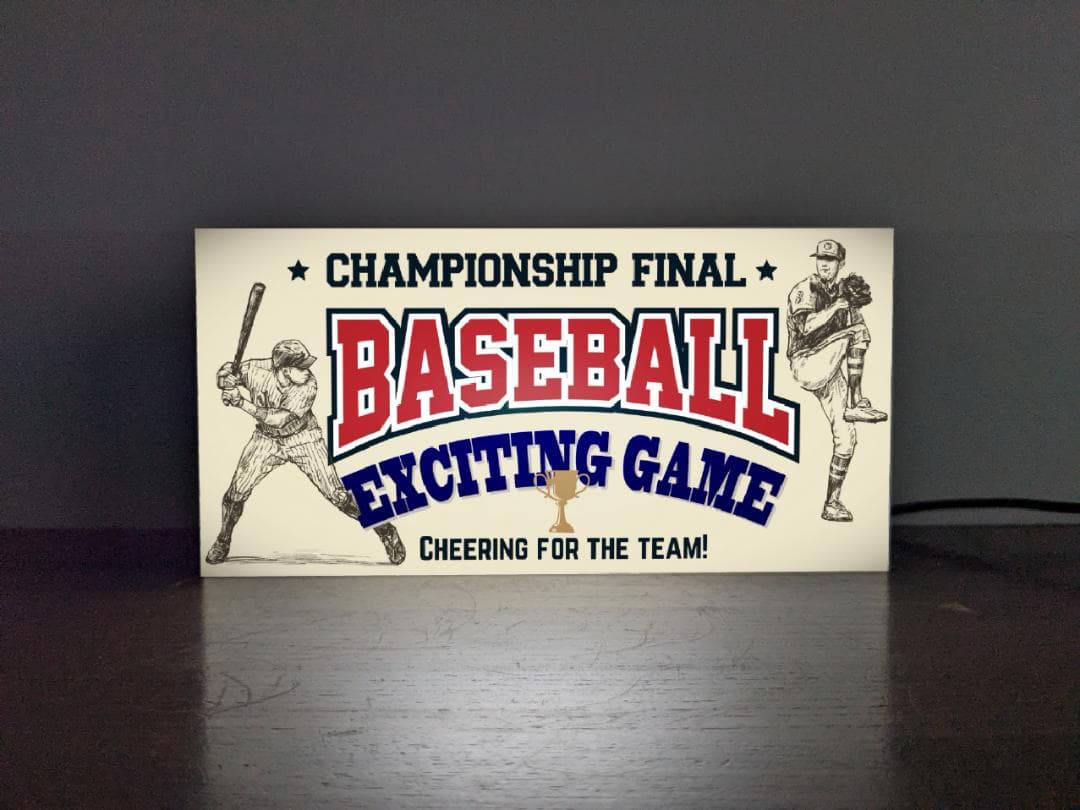 CHAMPIONSHIP FINAL
BASEBALL
EXCITING GAME
CHEERING FOR THE TEAM!